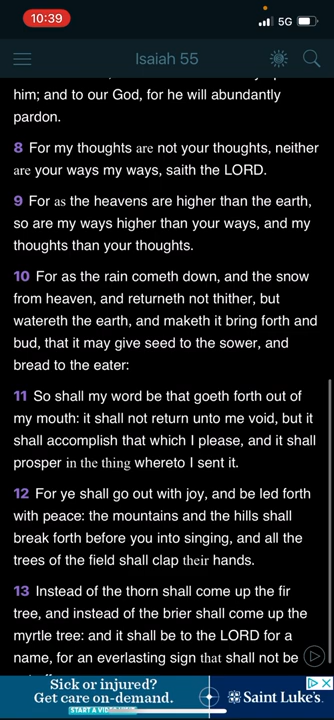 10:39
5G
Isaiah 55
him; and to our God, for he will abundantly
pardon.
8 For my thoughts are not your thoughts, neither
are your ways my ways, saith the LORD.
9 For as the heavens are higher than the earth,
so are my ways higher than your ways, and my
thoughts than your thoughts.
10 For as the rain cometh down, and the snow
from heaven, and returneth not thither, but
watereth the earth, and maketh it bring forth and
bud, that it may give seed to the sower, and
bread to the eater:
11 So shall my word be that goeth forth out of
my mouth: it shall not return unto me void, but it
shall accomplish that which I please, and it shall
prosper in the thing whereto I sent it.
12 For ye shall go out with joy, and be led forth
with peace: the mountains and the hills shall
break forth before you into singing, and all the
trees of the field shall clap their hands.
13 Instead of the thorn shall come up the fir
tree, and instead of the brier shall come up the
myrtle tree: and it shall be to the LORD for a
name, for an everlasting sign that shall not be
Sick or injured?
Get care on-demand.
START A
Saint Luke's